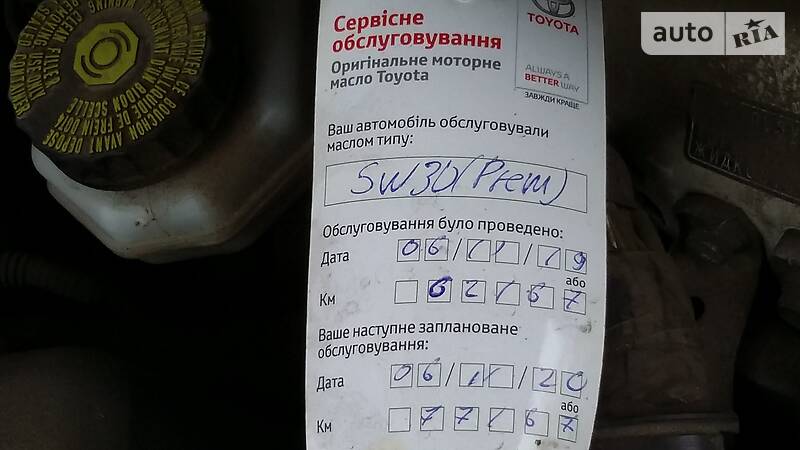 Сервісне
обслуговування
Оригінальне моторне
масло Toyota
TOYOTA
ALWAYS A
BETTER WAY
ЗАВЖДИ КРАЩЕ
auto RIA
Ваш автомобіль обслуговували
маслом типу:
5W30 (Prem)
Обслуговування було проведено:
Дата 06/11/19
або
Км 62167
Ваше наступне заплановане
обслуговування:
Дата 06/11/20
або
Км 77167